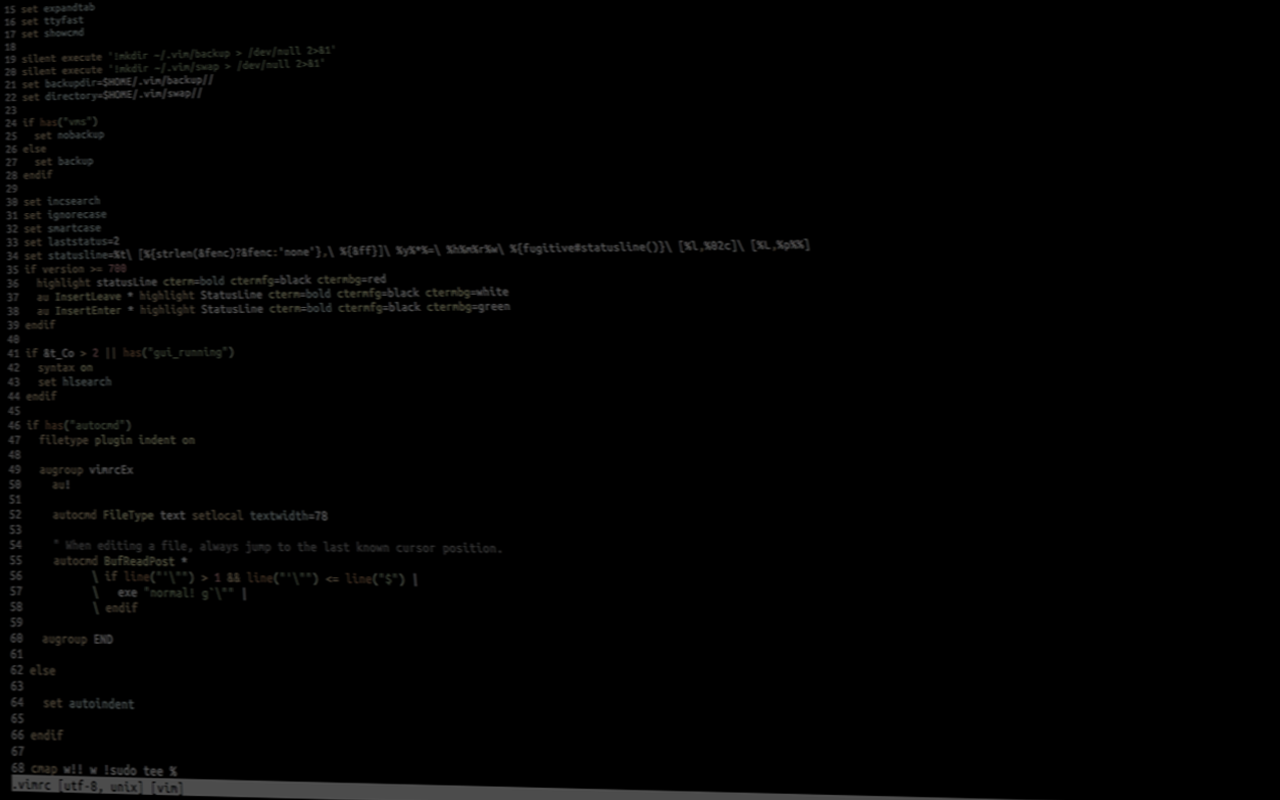 15 set expandtab
16 set ttyfast
17 set showcmd
18
19 silent execute '!mkdir ~/.vim/backup > /dev/null 2>&1'
20 silent execute '!mkdir ~/.vim/swap > /dev/null 2>&1'
21 set backupdir=$HOME/.vim/backup//
22 set directory=$HOME/.vim/swap//
23
24 if has("vms")
25   set nobackup
26 else
27   set backup
28 endif
29
30 set incsearch
31 set ignorecase
32 set smartcase
33 set laststatus=2
34 set statusline=%t\ [%{strlen(&fenc)?&fenc:'none'},\ %{&ff}]\ %y%*%=\ %h%m%r%w\ %{fugitive#statusline()}\ [%l,%02c]\ [%L,%p%%]
35 if version >= 700
36   highlight statusLine cterm=bold ctermfg=black ctermbg=red
37   au InsertLeave * highlight StatusLine cterm=bold ctermfg=black ctermbg=white
38   au InsertEnter * highlight StatusLine cterm=bold ctermfg=black ctermbg=green
39 endif
40
41 if &t_Co > 2 || has("gui_running")
42   syntax on
43   set hlsearch
44 endif
45
46 if has("autocmd")
47   filetype plugin indent on
48
49   augroup vimrcEx
50     au!
51
52     autocmd FileType text setlocal textwidth=78
53
54     " When editing a file, always jump to the last known cursor position.
55     autocmd BufReadPost *
56           \ if line("'\"") > 1 && line("'\"") <= line("$") |
57           \   exe "normal! g`\"" |
58           \ endif
59
60   augroup END
61
62 else
63
64   set autoindent
65
66 endif
67
68 cmap w!! w !sudo tee %
.vimrc [utf-8, unix] [vim]